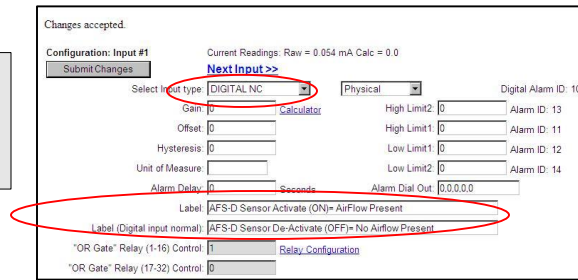 Changes accepted.
Configuration: Input #1 Current Readings: Raw = 0.054 mA Calc = 0.0
Submit Changes Next Input >>
Select Input type: DIGITAL NC Physical Digital Alarm ID: 10
Gain: 0 Calculator High Limit2: 0 Alarm ID: 13
Offset: 0 High Limit1: 0 Alarm ID: 11
Hysteresis: 0 Low Limit1: 0 Alarm ID: 12
Unit of Measure: Low Limit2: 0 Alarm ID: 14
Alarm Delay: 0 Seconds Alarm Dial Out: 0.0.0.0.0
Label: AFS-D Sensor Activate (ON)= AirFlow Present
Label (Digital input normal): AFS-D Sensor De-Activate (OFF)= No Airflow Present
"OR Gate" Relay (1-16) Control: 1 Relay Configuration
"OR Gate" Relay (17-32) Control: 0